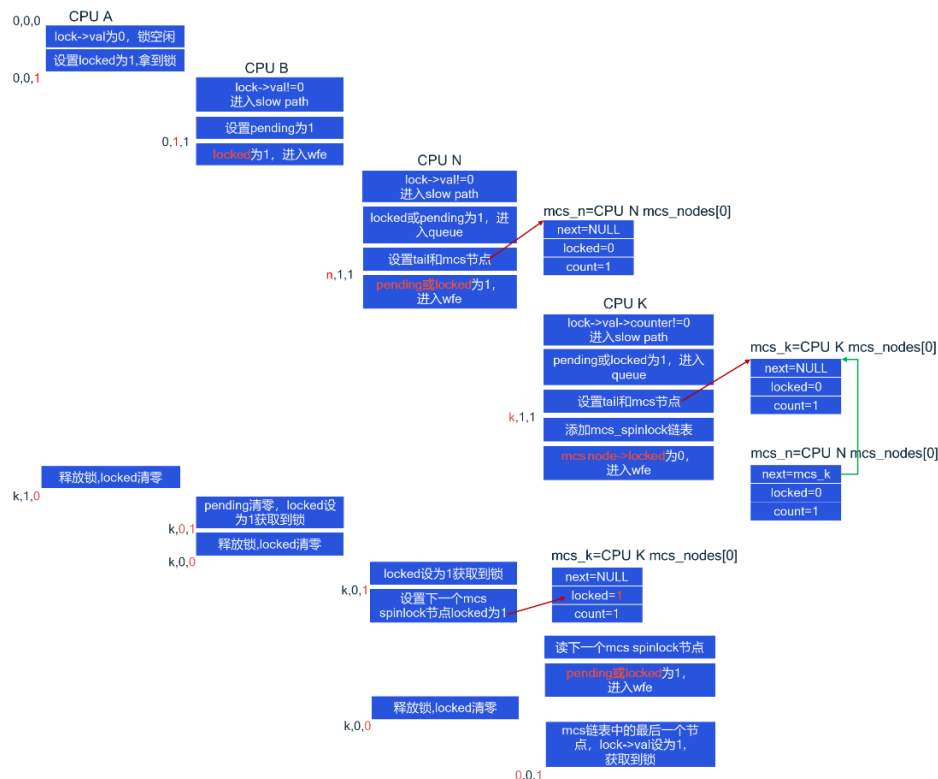 CPU A
0,0,0
lock->val为0，锁空闲
设置locked为1,拿到锁
0,0,1
CPU B
lock->val!=0
进入slow path
设置pending为1
0,1,1
locked为1，进入wfe
CPU N
lock->val!=0
进入slow path
locked或pending为1，进
入queue
设置tail和mcs节点
n,1,1
pending或locked为1，
进入wfe
mcs_n=CPU N mcs_nodes[0]
next=NULL
locked=0
count=1
CPU K
lock->val->counter!=0
进入slow path
pending或locked为1，进入
queue
设置tail和mcs节点
k,1,1
添加mcs_spinlock链表
mcs node->locked为0，
进入wfe
mcs_k=CPU K mcs_nodes[0]
next=NULL
locked=0
count=1
mcs_n=CPU N mcs_nodes[0]
next=mcs_k
locked=0
count=1
释放锁,locked清零
k,1,0
pending清零，locked设
为1获取到锁
k,0,1
释放锁,locked清零
k,0,0
locked设为1获取到锁
k,0,1
设置下一个mcs
spinlock节点locked为1
mcs_k=CPU K mcs_nodes[0]
next=NULL
locked=1
count=1
读下一个mcs spinlock节点
pending或locked为1，
进入wfe
释放锁,locked清零
k,0,0
mcs链表中的最后一个节
点，lock->val设为1，
获取到锁
0,0,1